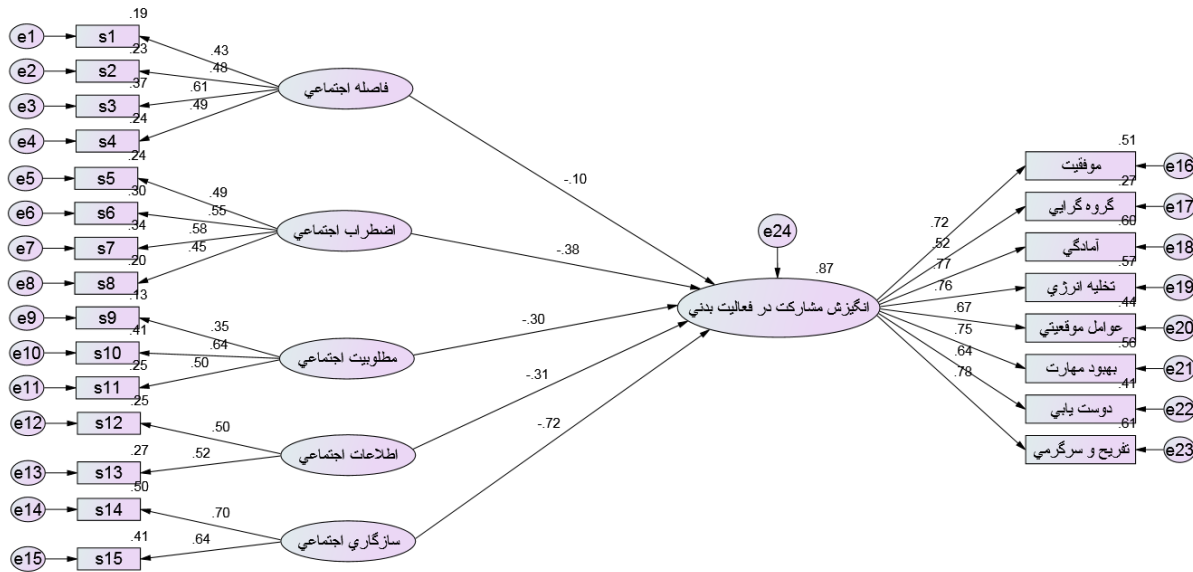 .19
e1
s1
.43
.23
e2
s2
.48
.37
e3
s3
.61
.24
e4
s4
.49
فاصله اجتماعي
.24
e5
s5
.49
.30
e6
s6
.55
.34
e7
s7
.58
.20
e8
s8
.45
اضطراب اجتماعي
.13
e9
s9
.35
.41
e10
s10
.64
.25
e11
s11
.50
مطلوبيت اجتماعي
.25
e12
s12
.50
.27
e13
s13
.52
اطلاعات اجتماعي
.50
e14
s14
.70
.41
e15
s15
.64
سازگاري اجتماعي
-.10
-.38
-.30
-.31
-.72
e24
.87
انگيزش مشاركت در فعاليت بدني
.72
.52
.77
.76
.67
.75
.64
.78
.51
موفقيت
e16
.27
گروه گرايي
e17
.60
آمادگي
e18
.57
تخليه انرژي
e19
.44
عوامل موقعيتي
e20
.56
بهبود مهارت
e21
.41
دوست يابي
e22
.61
تفريح و سرگرمي
e23